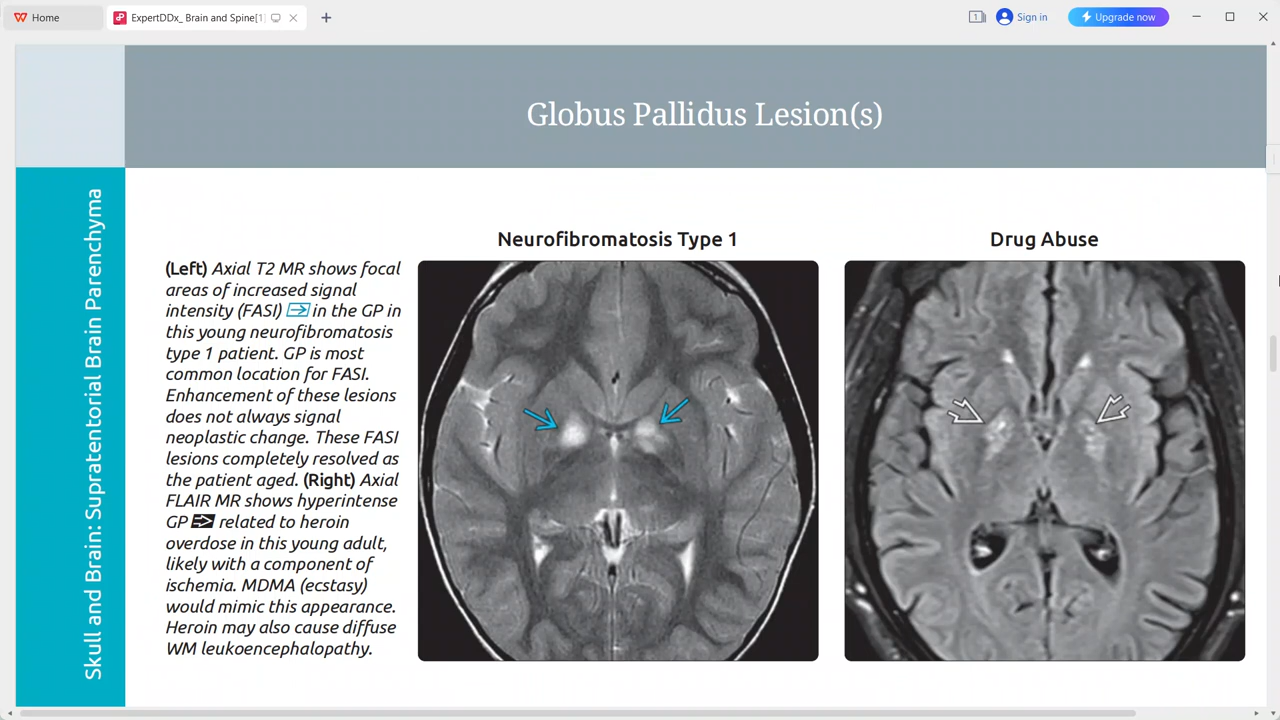 Home
ExpertDDx_ Brain and Spine[1]
1
Sign in
Upgrade now
Globus Pallidus Lesion(s)
Skull and Brain: Supratentorial Brain Parenchyma
(Left) Axial T2 MR shows focal
areas of increased signal
intensity (FASI) in the GP in
this young neurofibromatosis
type 1 patient. GP is most
common location for FASI.
Enhancement of these lesions
does not always signal
neoplastic change. These FASI
lesions completely resolved as
the patient aged. (Right) Axial
FLAIR MR shows hyperintense
GP related to heroin
overdose in this young adult,
likely with a component of
ischemia. MDMA (ecstasy)
would mimic this appearance.
Heroin may also cause diffuse
WM leukoencephalopathy.
Neurofibromatosis Type 1
Drug Abuse